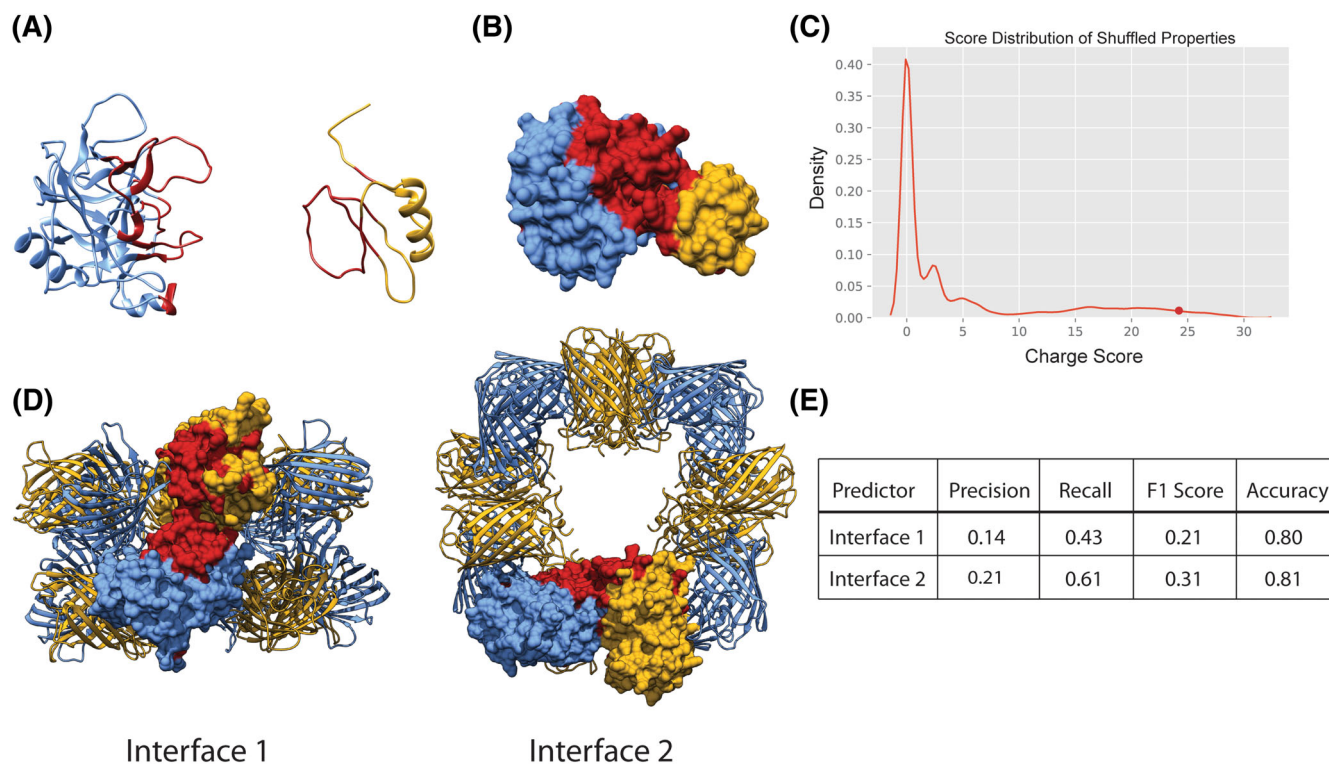 (A)
(B)
(C)
Score Distribution of Shuffled Properties
0.40
0.35
0.30
0.25
0.20
0.15
0.10
0.05
0.00
Density
0 5 10 15 20 25 30
Charge Score
(D)
(E)
Predictor Precision Recall F1 Score Accuracy
Interface 1 0.14 0.43 0.21 0.80
Interface 2 0.21 0.61 0.31 0.81
Interface 1
Interface 2